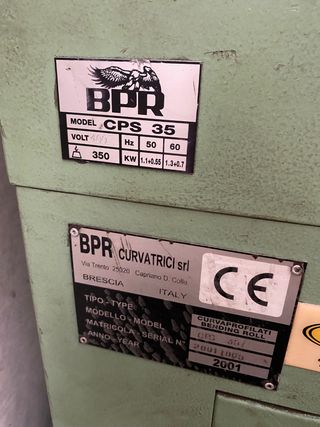 BPR
MODEL CPS 35
VOLT 400 Hz 50 60
350 KW 1.1+0.55 1.3+0.7
BPR CURVATRICI srl
Via Trento 25020 Capriano D. Colle
BRESCIA ITALY
CE
TIPO-TYPE CURVAPROFILATI
BENDING ROLL
MODELLO-MODEL CPS
MATRICOLA-SERIAL N.
ANNO-YEAR 2001